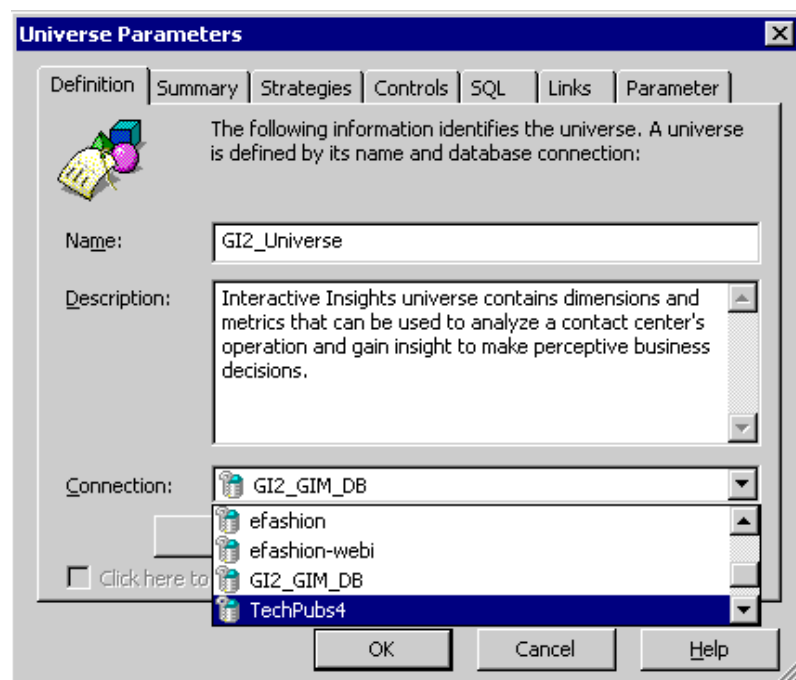 Universe Parameters
Definition Summary Strategies Controls SQL Links Parameter
The following information identifies the universe. A universe
is defined by its name and database connection:
Name: GI2_Universe
Description: Interactive Insights universe contains dimensions and
metrics that can be used to analyze a contact center's
operation and gain insight to make perceptive business
decisions.
Connection: GI2_GIM_DB
efashion
efashion-webi
Click here to GI2_GIM_DB
TechPubs4
OK Cancel Help